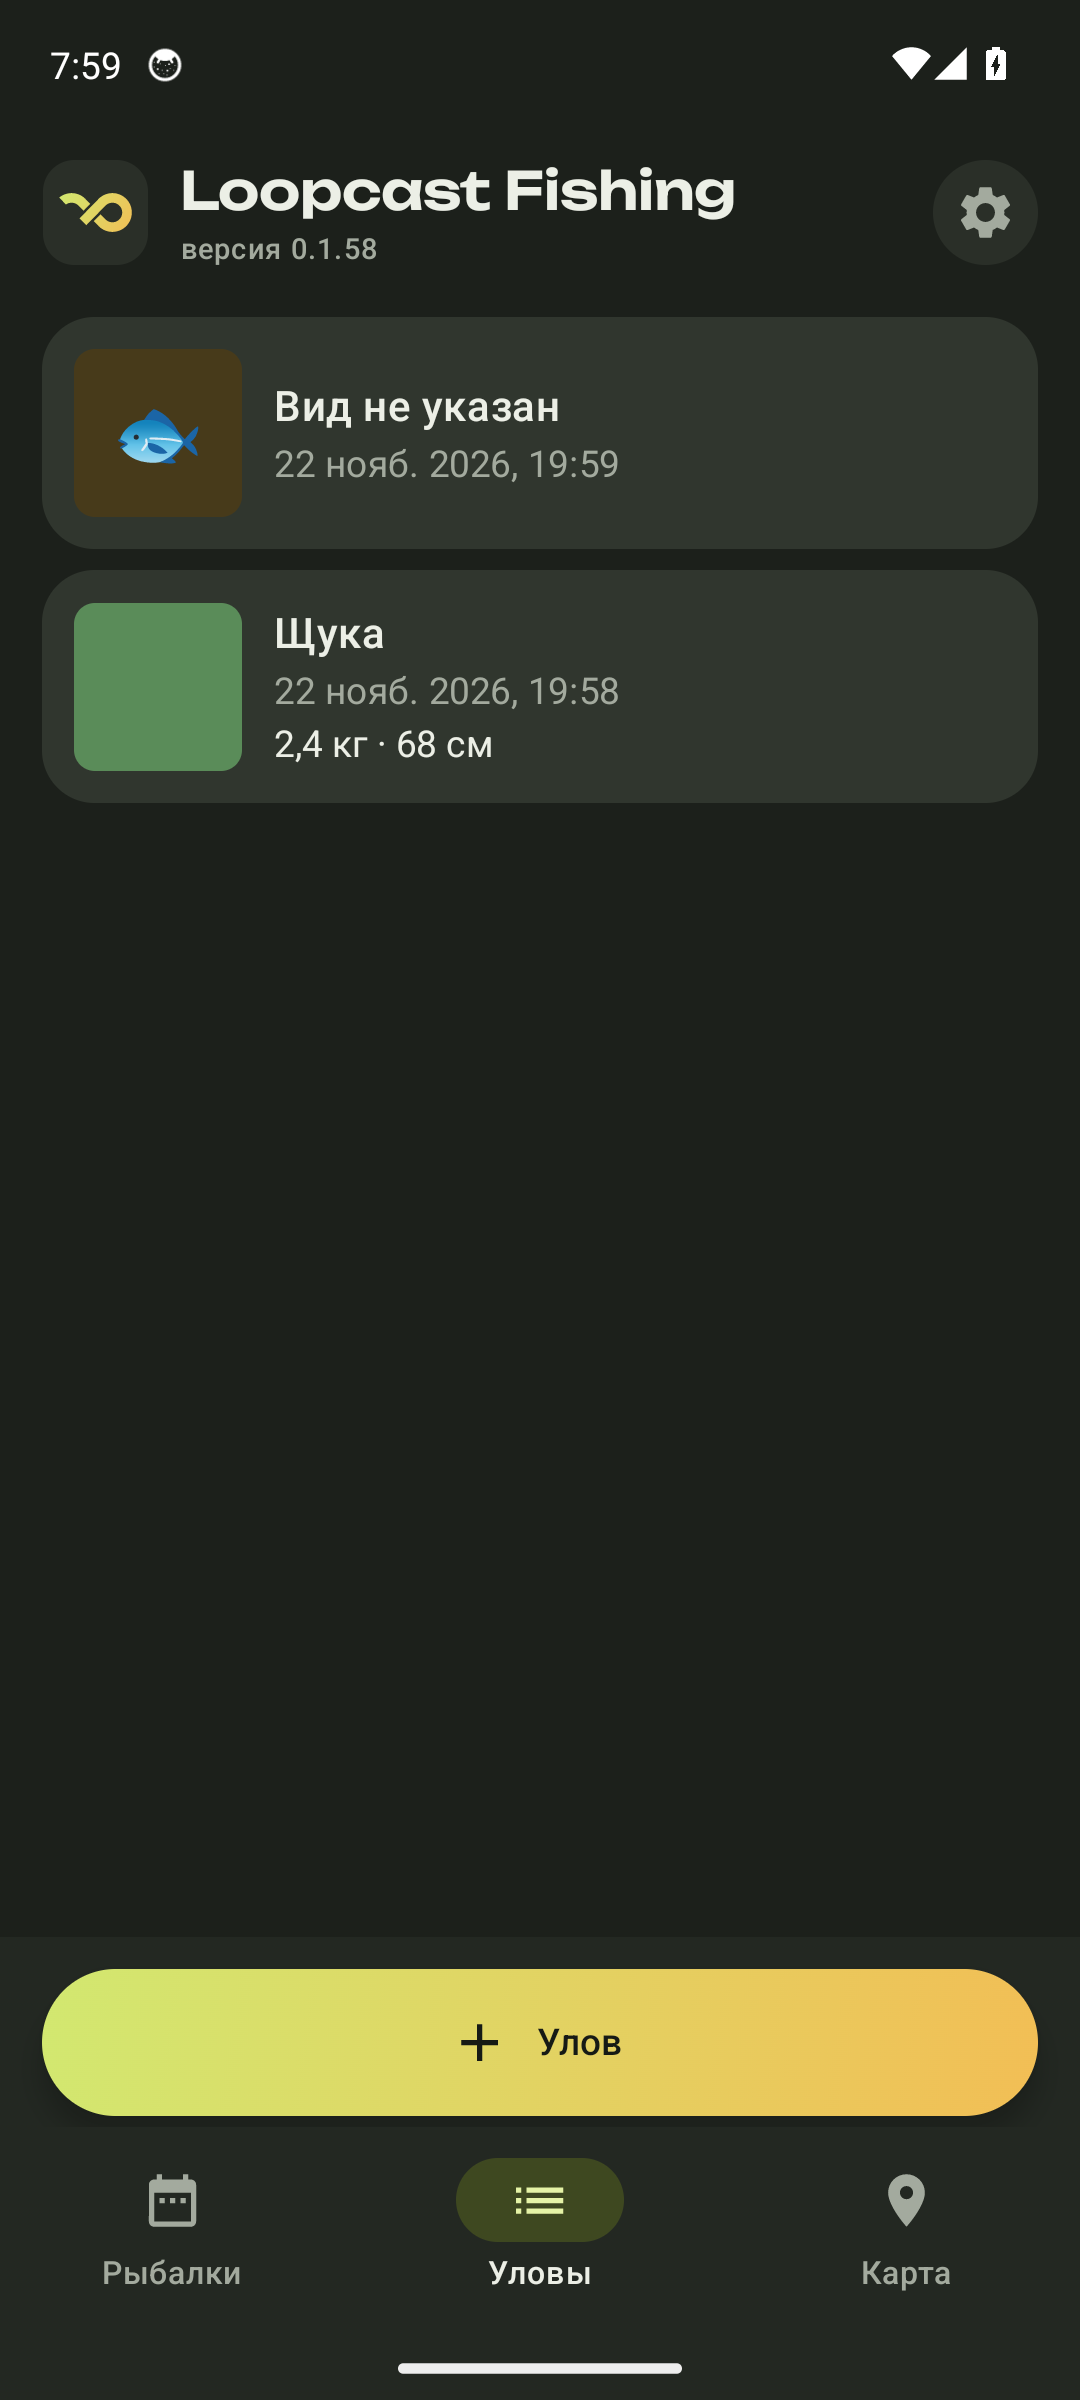 7:59
Loopcast Fishing
версия 0.1.58
Вид не указан
22 нояб. 2026, 19:59
Щука
22 нояб. 2026, 19:58
2,4 кг · 68 см
+ Улов
Рыбалки
Уловы
Карта